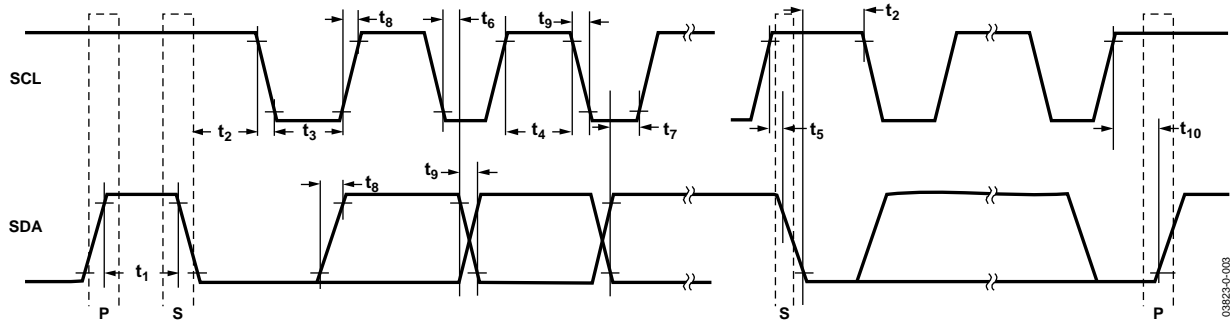 t8 t6 t9 t2
SCL
t2 t3 t4 t7 t5 t10
t9 t8
SDA
t1
P S S P
03823-0-003